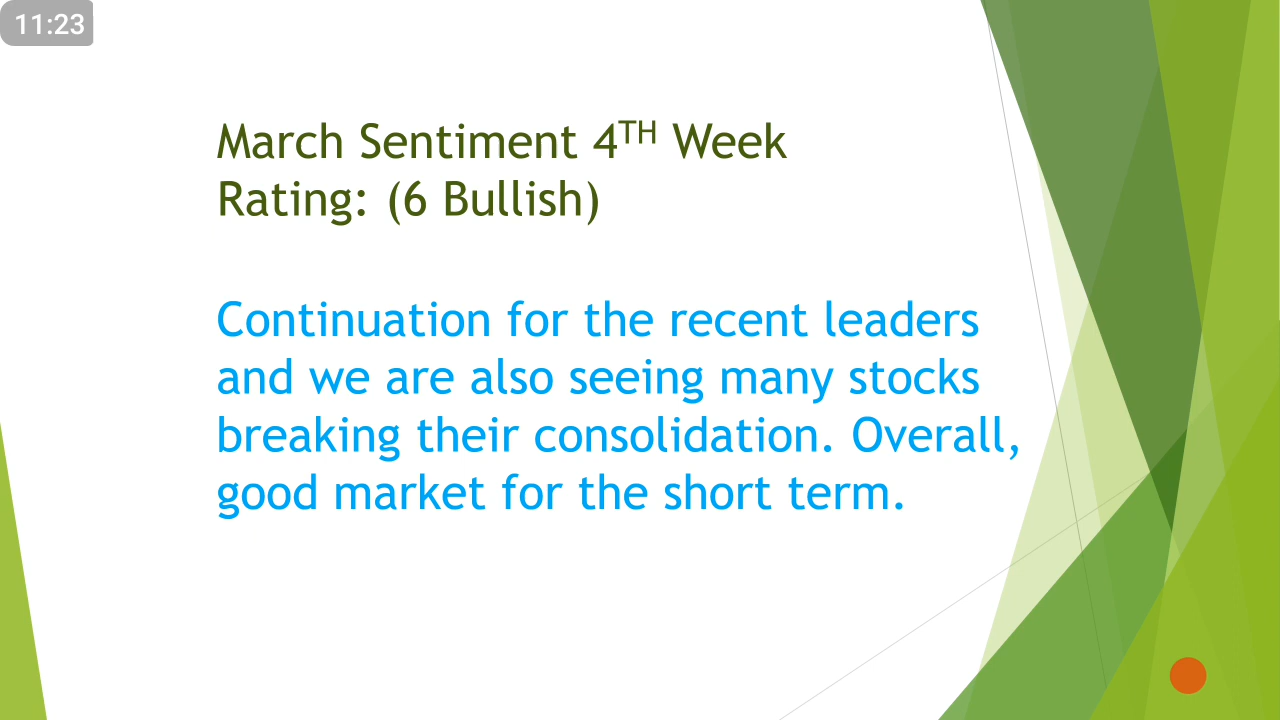 11:23
March Sentiment 4TH Week
Rating: (6 Bullish)
Continuation for the recent leaders
and we are also seeing many stocks
breaking their consolidation. Overall,
good market for the short term.